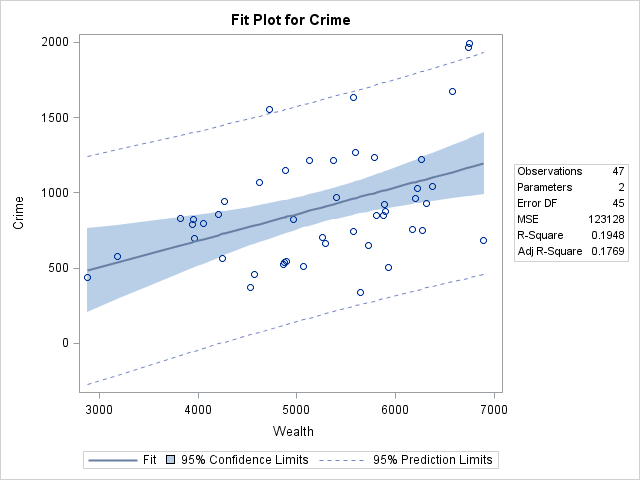 Fit Plot for Crime
2000
1500
1000
500
0
Crime
3000 4000 5000 6000 7000
Wealth
Observations 47
Parameters 2
Error DF 45
MSE 123128
R-Square 0.1948
Adj R-Square 0.1769
Fit 95% Confidence Limits 95% Prediction Limits